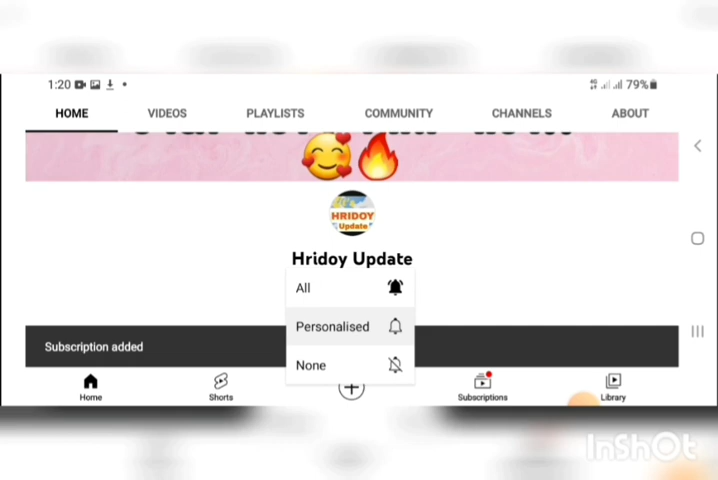 1:20
4G
79%
HOME VIDEOS PLAYLISTS COMMUNITY CHANNELS ABOUT
HRIDOY
Update
Hridoy Update
All
Personalised
None
Subscription added
Home Shorts Subscriptions Library
InShOt